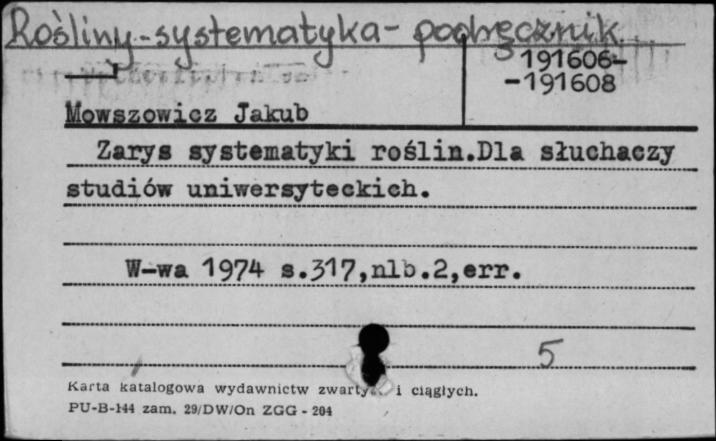 Rośliny-systematyka-podręcznik
191606-
-191608
Mowszowicz Jakub
Zarys systematyki roślin.Dla słuchaczy
studiów uniwersyteckich.
W-wa 1974 s.317,nlb.2,err.
5
Karta katalogowa wydawnictw i ciągłych.
PU-B-144 zam. 29/DW/On ZGG - 204